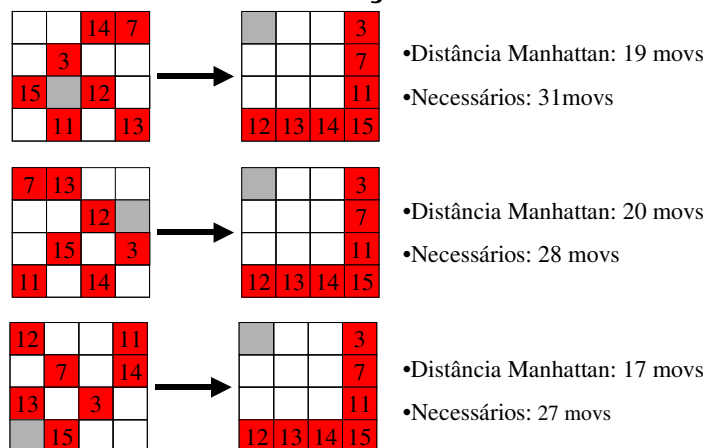 14 7 3
3 7
15 12 11
11 13 12 13 14 15
•Distância Manhattan: 19 movs
•Necessários: 31movs
7 13 3
12 7
15 3 11
11 14 12 13 14 15
•Distância Manhattan: 20 movs
•Necessários: 28 movs
12 11 3
7 14 7
13 3 11
15 12 13 14 15
•Distância Manhattan: 17 movs
•Necessários: 27 movs